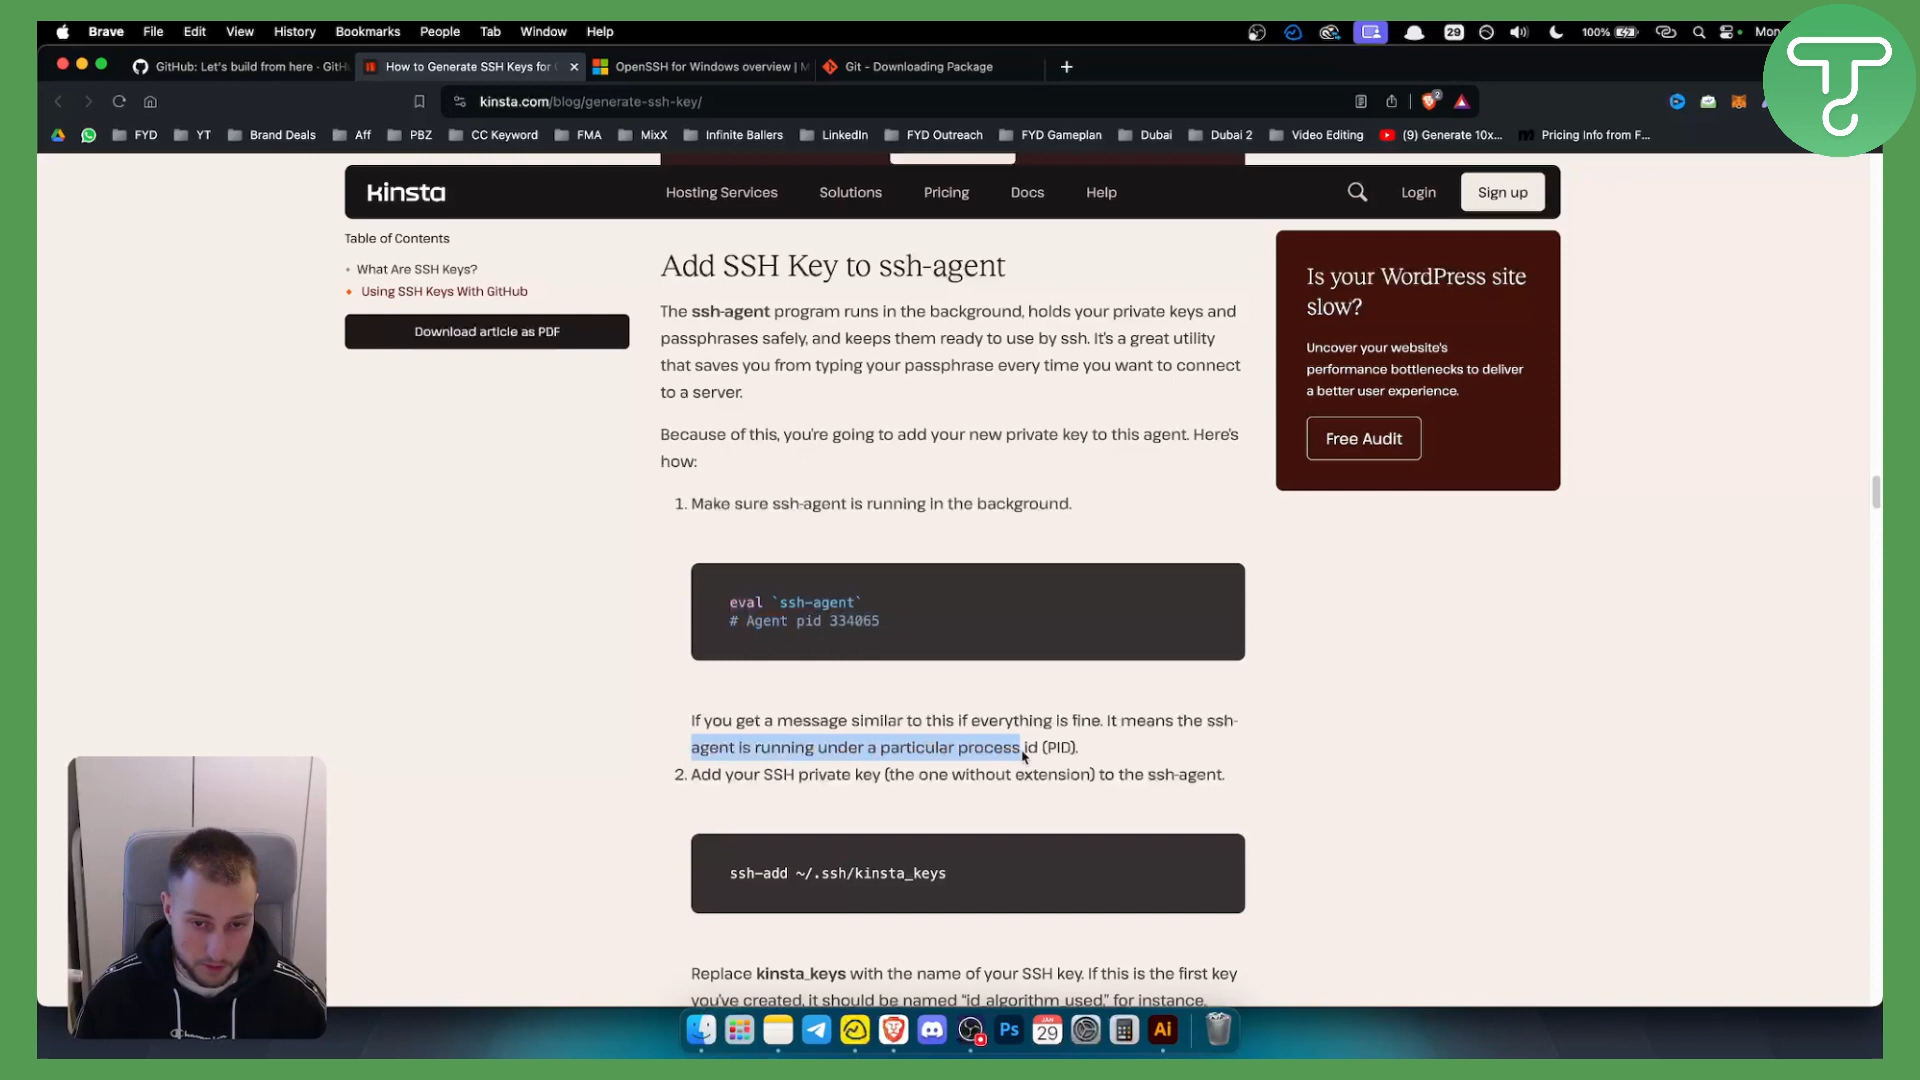 Brave File Edit View History Bookmarks People Tab Window Help 29 100% Mon
GitHub: Let's build from here · GitH
How to Generate SSH Keys for
OpenSSH for Windows overview | M
Git - Downloading Package
kinsta.com/blog/generate-ssh-key/
2
FYD YT Brand Deals Aff PBZ CC Keyword FMA MixX Infinite Ballers LinkedIn FYD Outreach FYD Gameplan Dubai Dubai 2 Video Editing (9) Generate 10x... Pricing Info from F...
kinsta Hosting Services Solutions Pricing Docs Help Login Sign up
Table of Contents
• What Are SSH Keys?
• Using SSH Keys With GitHub
Download article as PDF
Add SSH Key to ssh-agent
The ssh-agent program runs in the background, holds your private keys and
passphrases safely, and keeps them ready to use by ssh. It's a great utility
that saves you from typing your passphrase every time you want to connect
to a server.
Because of this, you're going to add your new private key to this agent. Here's
how:
1. Make sure ssh-agent is running in the background.
eval `ssh-agent`
# Agent pid 334065
If you get a message similar to this if everything is fine. It means the ssh-
agent is running under a particular process id (PID).
2. Add your SSH private key (the one without extension) to the ssh-agent.
ssh-add ~/.ssh/kinsta_keys
Replace kinsta_keys with the name of your SSH key. If this is the first key
you've created, it should be named "id_algorithm_used," for instance,
Is your WordPress site
slow?
Uncover your website's
performance bottlenecks to deliver
a better user experience.
Free Audit
Ps
JAN
29
Ai